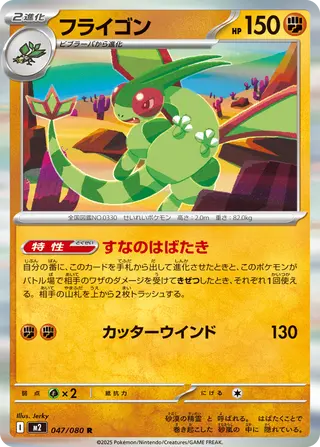 2進化
フライゴン
HP 150
ビブラーバから進化
全国図鑑NO.0330 せいれいポケモン 高さ:2.0m 重さ:82.0kg
特性 すなのはばたき
自分の番に、このカードを手札から出して進化させたときと、このポケモン
がバトル場で相手のワザのダメージを受けてきぜつしたとき、それぞれ1回使え
る。相手の山札を上から2枚トラッシュする。
カッターウインド 130
弱点 ×2 抵抗力 にげる
Illus. Jerky
I m2 047/080 R
砂漠の精霊 と 呼ばれる。
©2025 Pokémon/Nintendo/Creatures/GAME FREAK.